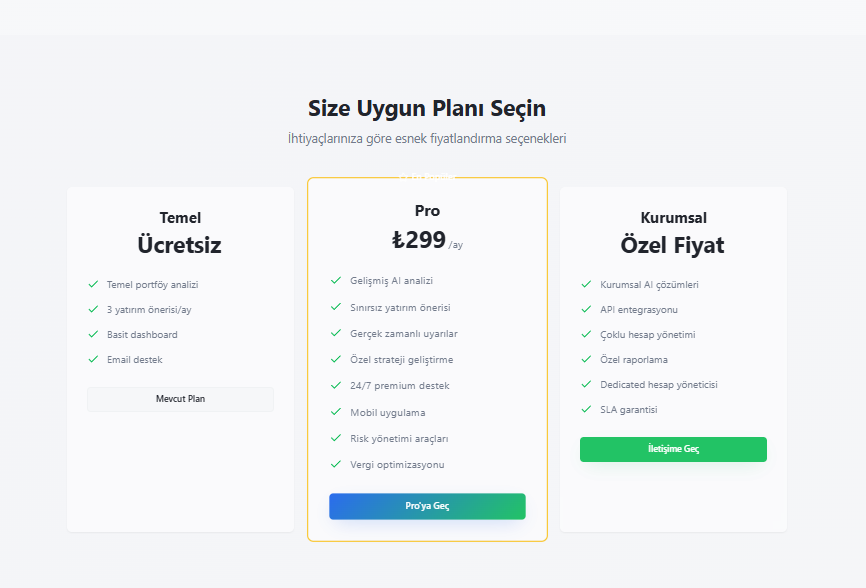 Size Uygun Planı Seçin
İhtiyaçlarınıza göre esnek fiyatlandırma seçenekleri
Temel
Ücretsiz
Temel portföy analizi
3 yatırım önerisi/ay
Basit dashboard
Email destek
Mevcut Plan
Pro
₺299 /ay
Gelişmiş AI analizi
Sınırsız yatırım önerisi
Gerçek zamanlı uyarılar
Özel strateji geliştirme
24/7 premium destek
Mobil uygulama
Risk yönetimi araçları
Vergi optimizasyonu
Pro'ya Geç
Kurumsal
Özel Fiyat
Kurumsal AI çözümleri
API entegrasyonu
Çoklu hesap yönetimi
Özel raporlama
Dedicated hesap yöneticisi
SLA garantisi
İletişime Geç